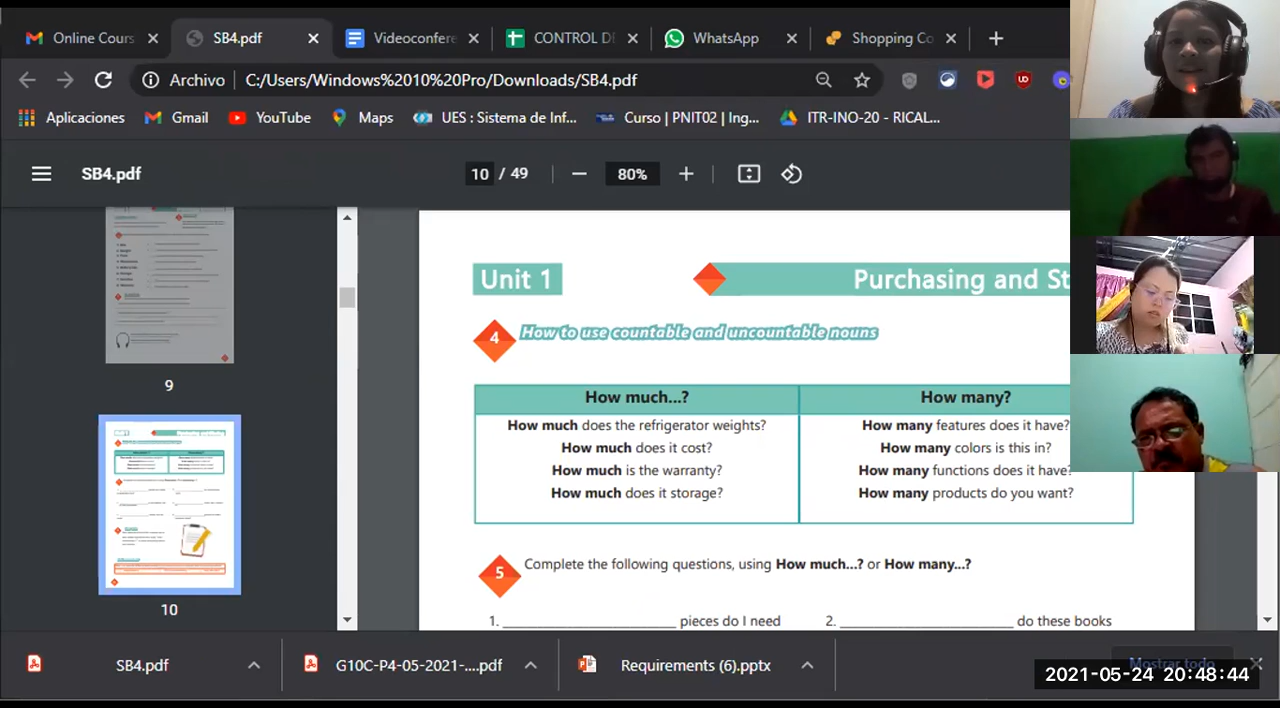 Online Cours
SB4.pdf
Videoconfere
CONTROL DE
WhatsApp
Shopping Co
Archivo
C:/Users/Windows%2010%20Pro/Downloads/SB4.pdf
Aplicaciones
Gmail
YouTube
Maps
UES : Sistema de Inf...
Curso | PNIT02 | Ing...
ITR-INO-20 - RICAL...
SB4.pdf
10 / 49
80%
9
10
Unit 1
Purchasing and St
4
How to use countable and uncountable nouns
How much...?
How many?
How much does the refrigerator weights?
How many features does it have?
How much does it cost?
How many colors is this in?
How much is the warranty?
How many functions does it have?
How much does it storage?
How many products do you want?
5
Complete the following questions, using How much...? or How many...?
1. ______________________ pieces do I need
2. ______________________ do these books
SB4.pdf
G10C-P4-05-2021-....pdf
Requirements (6).pptx
Mostrar todo
2021-05-24 20:48:44